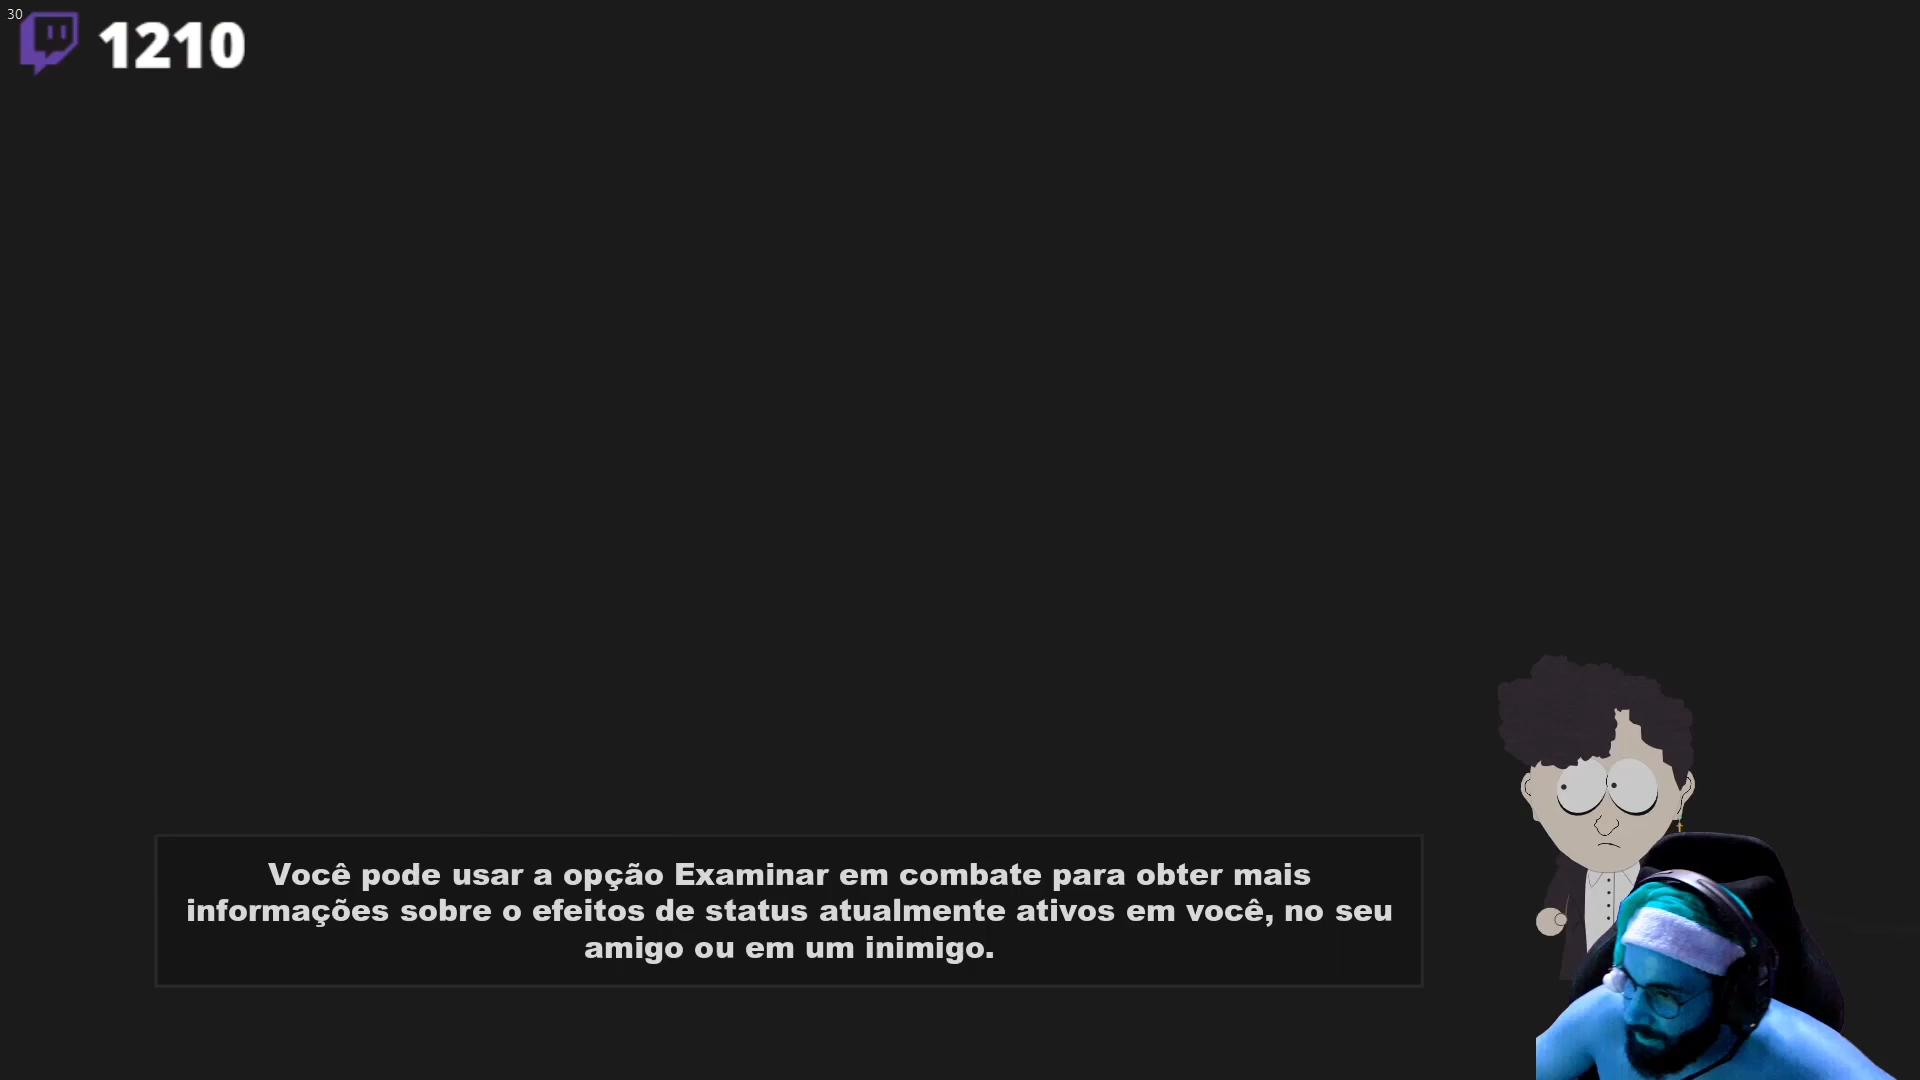 30
1210
Você pode usar a opção Examinar em combate para obter mais
informações sobre o efeitos de status atualmente ativos em você, no seu
amigo ou em um inimigo.